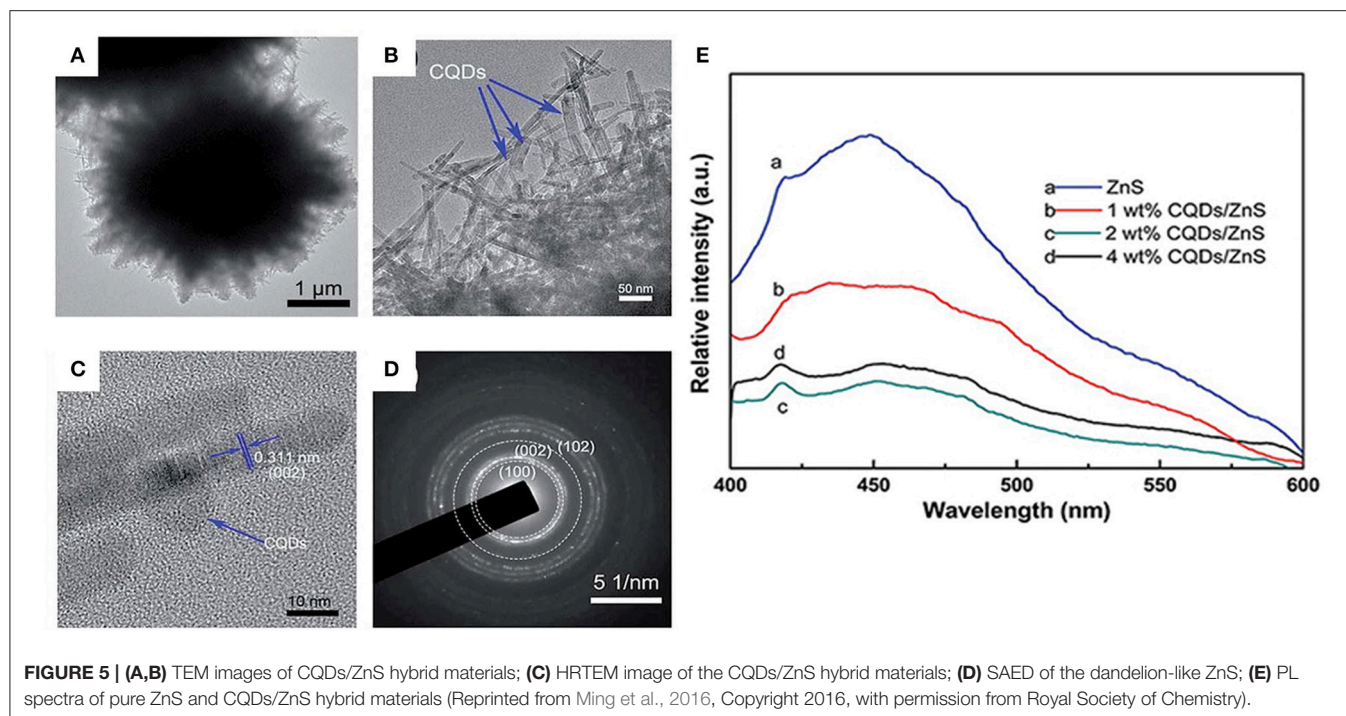 A
1 µm
B
CQDs
50 nm
C
0.311 nm
(002)
CQDs
10 nm
D
(002)
(102)
(100)
5 1/nm
E
Relative intensity (a.u.)
a
b
d
c
a ZnS
b 1 wt% CQDs/ZnS
c 2 wt% CQDs/ZnS
d 4 wt% CQDs/ZnS
400 450 500 550 600
Wavelength (nm)
FIGURE 5 | (A,B) TEM images of CQDs/ZnS hybrid materials; (C) HRTEM image of the CQDs/ZnS hybrid materials; (D) SAED of the dandelion-like ZnS; (E) PL
spectra of pure ZnS and CQDs/ZnS hybrid materials (Reprinted from Ming et al., 2016, Copyright 2016, with permission from Royal Society of Chemistry).